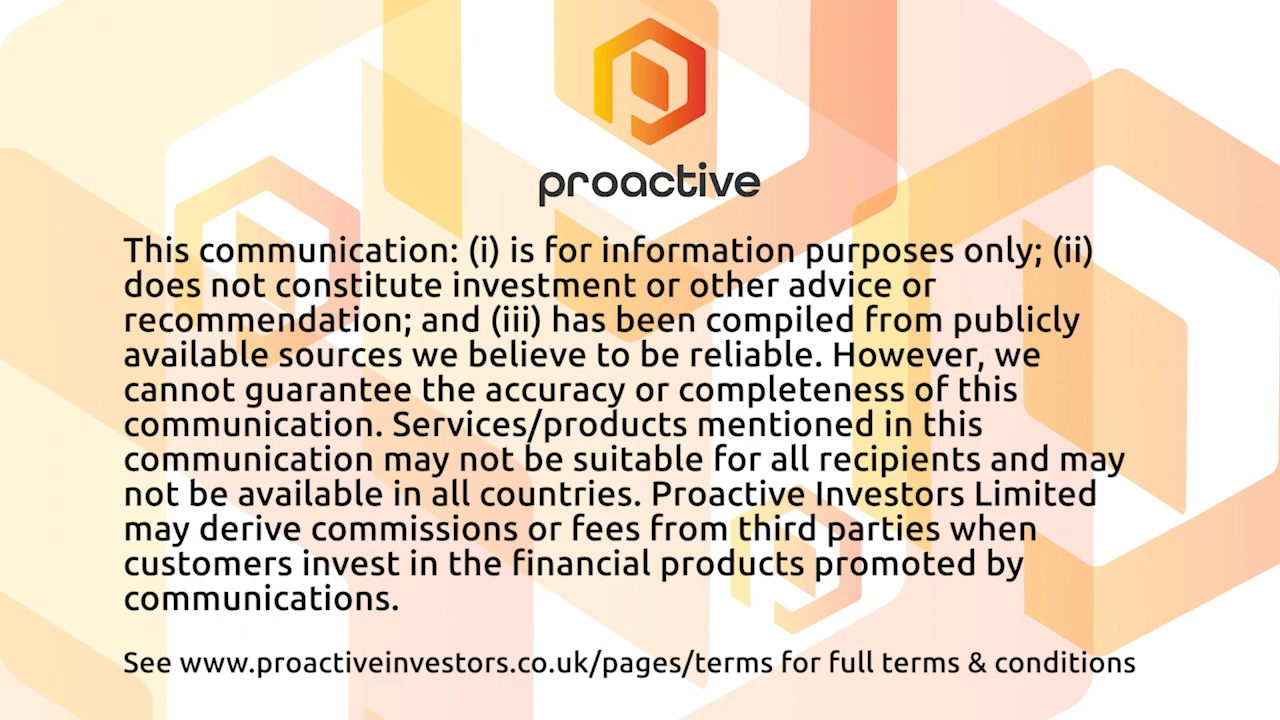 proactive
This communication: (i) is for information purposes only; (ii)
does not constitute investment or other advice or
recommendation; and (iii) has been compiled from publicly
available sources we believe to be reliable. However, we
cannot guarantee the accuracy or completeness of this
communication. Services/products mentioned in this
communication may not be suitable for all recipients and may
not be available in all countries. Proactive Investors Limited
may derive commissions or fees from third parties when
customers invest in the financial products promoted by
communications.
See www.proactiveinvestors.co.uk/pages/terms for full terms & conditions